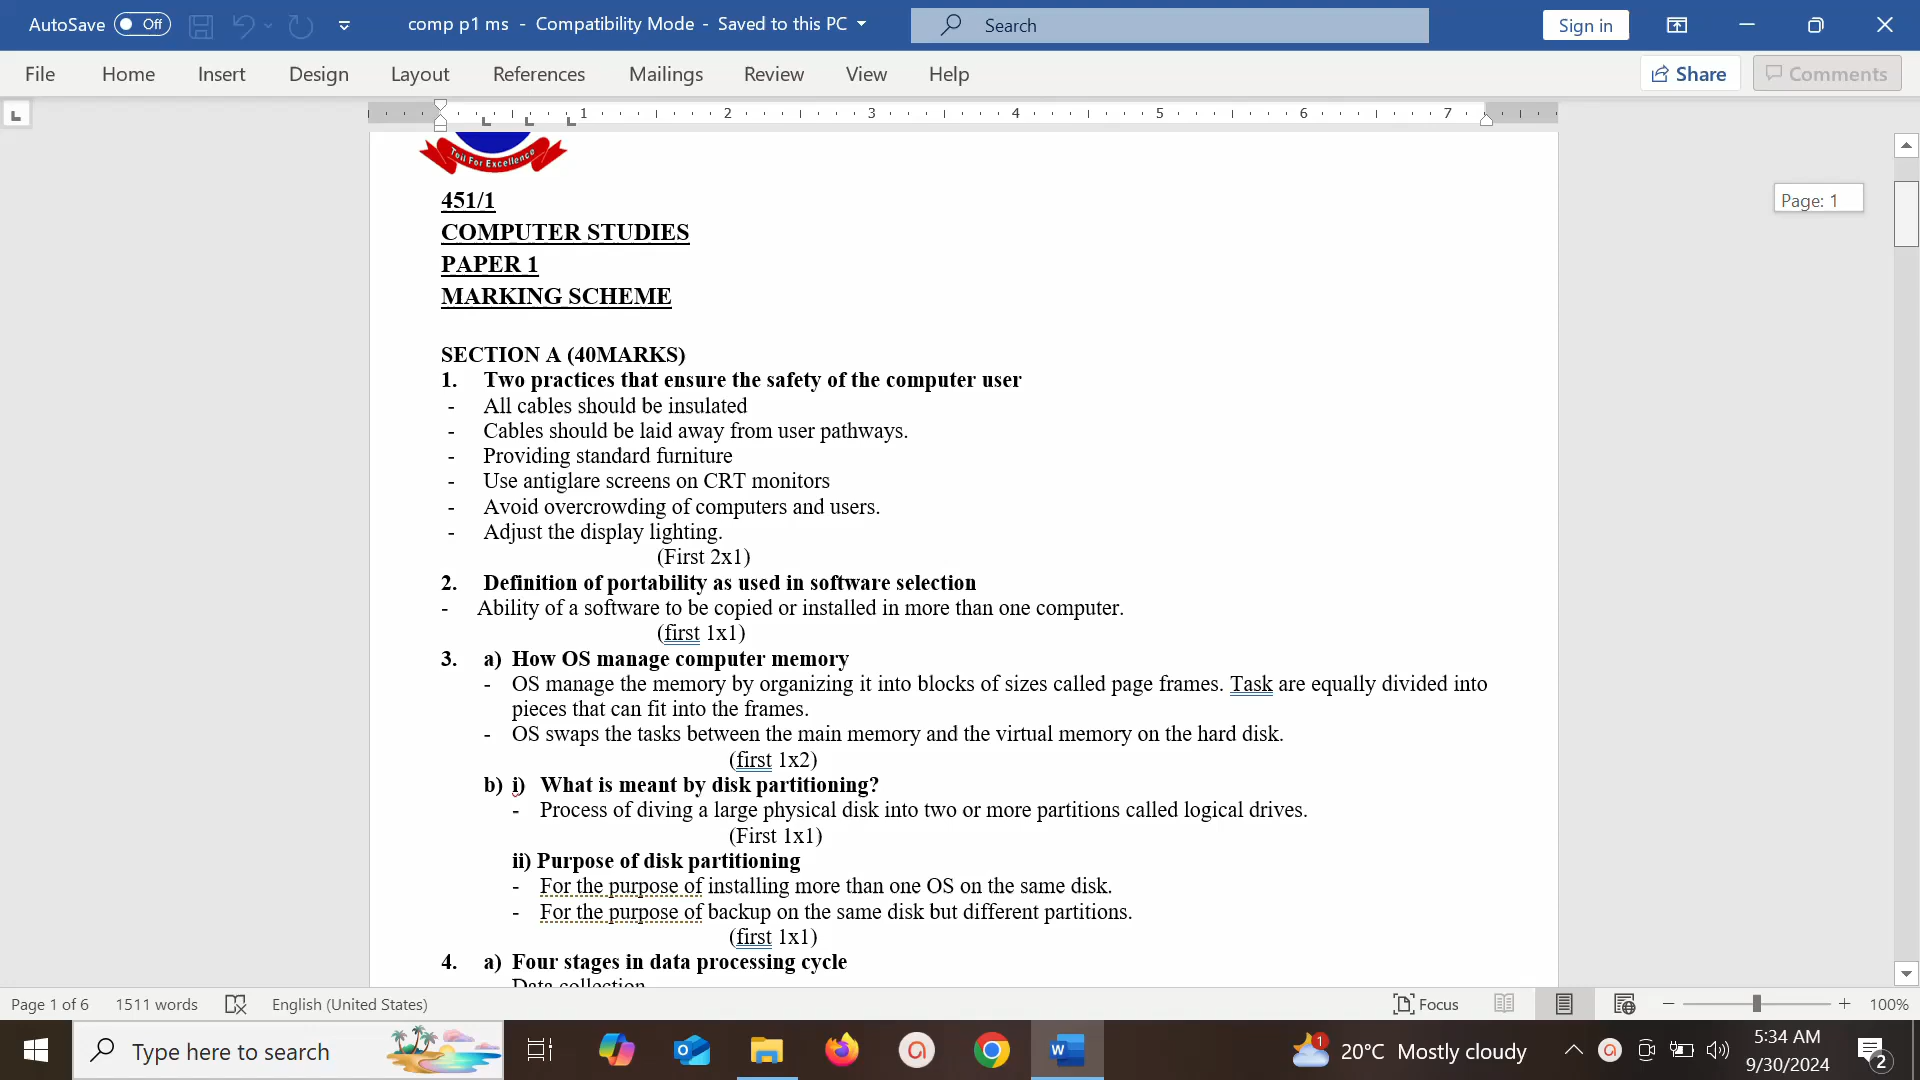 AutoSave Off comp p1 ms - Compatibility Mode - Saved to this PC Search Sign in
File Home Insert Design Layout References Mailings Review View Help Share Comments
1 2 3 4 5 6 7
Toil For Excellence
Page: 1
451/1
COMPUTER STUDIES
PAPER 1
MARKING SCHEME
SECTION A (40MARKS)
1. Two practices that ensure the safety of the computer user
- All cables should be insulated
- Cables should be laid away from user pathways.
- Providing standard furniture
- Use antiglare screens on CRT monitors
- Avoid overcrowding of computers and users.
- Adjust the display lighting.
(First 2x1)
2. Definition of portability as used in software selection
- Ability of a software to be copied or installed in more than one computer.
(first 1x1)
3. a) How OS manage computer memory
- OS manage the memory by organizing it into blocks of sizes called page frames. Task are equally divided into
pieces that can fit into the frames.
- OS swaps the tasks between the main memory and the virtual memory on the hard disk.
(first 1x2)
b) i) What is meant by disk partitioning?
- Process of diving a large physical disk into two or more partitions called logical drives.
(First 1x1)
ii) Purpose of disk partitioning
- For the purpose of installing more than one OS on the same disk.
- For the purpose of backup on the same disk but different partitions.
(first 1x1)
4. a) Four stages in data processing cycle
Data collection
Page 1 of 6 1511 words English (United States) Focus 100%
Type here to search 1 20°C Mostly cloudy 5:34 AM
9/30/2024 2